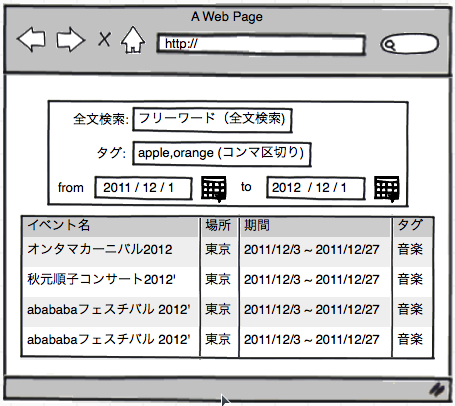 A Web Page
http://
全文検索: フリーワード（全文検索）
タグ: apple,orange (コンマ区切り)
from 2011 / 12 / 1 to 2012 / 12 / 1
イベント名 場所 期間 タグ
オンタマカーニバル2012 東京 2011/12/3 ~ 2011/12/27 音楽
秋元順子コンサート2012' 東京 2011/12/3 ~ 2011/12/27 音楽
abababaフェスチバル 2012' 東京 2011/12/3 ~ 2011/12/27 音楽
abababaフェスチバル 2012' 東京 2011/12/3 ~ 2011/12/27 音楽